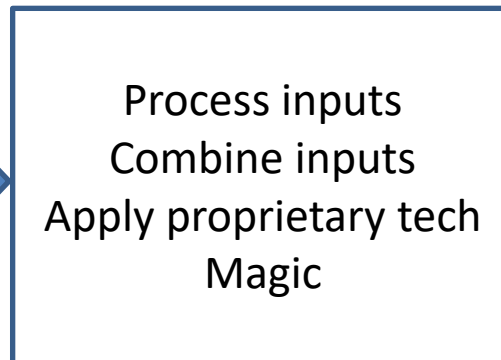 Process inputs
Combine inputs
Apply proprietary tech
Magic